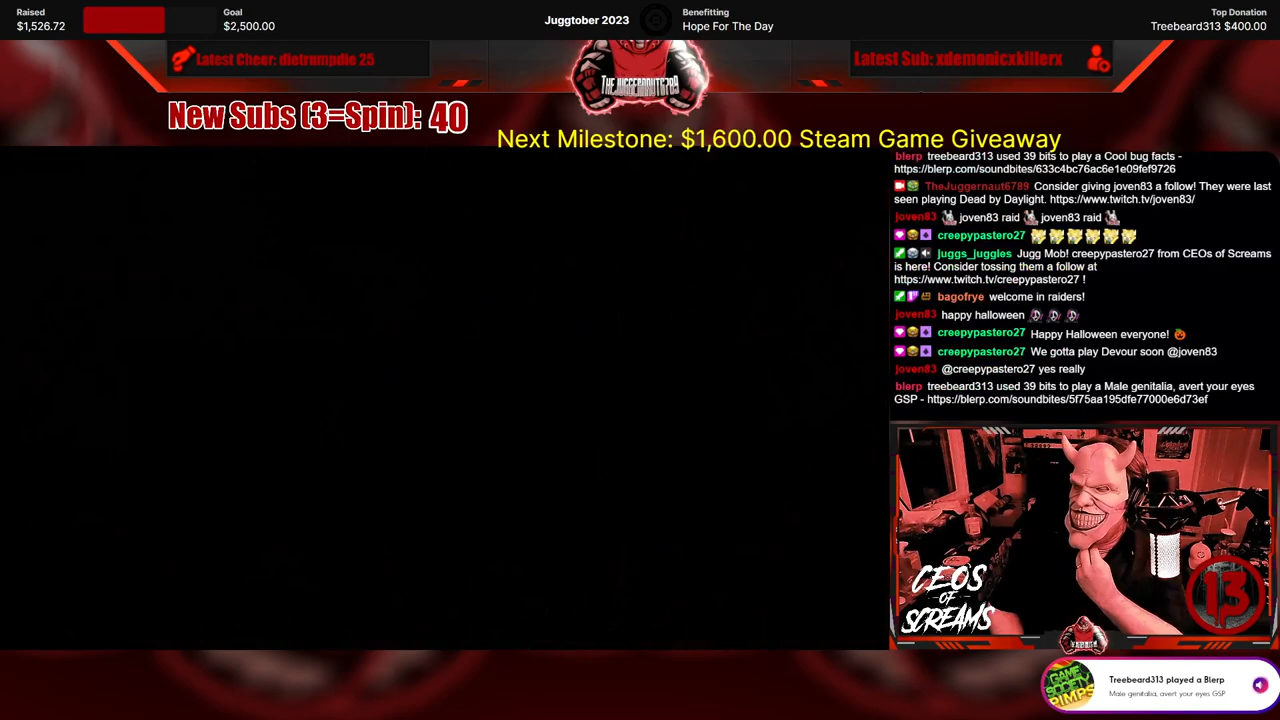 Raised
$1,526.72
Goal
$2,500.00
Juggtober 2023
Benefitting
Hope For The Day
Top Donation
Treebeard313 $400.00
Latest Cheer: dietrumpdie 25
THEJUGGERNAUT6789
Latest Sub: xdemonicxkillerx
New Subs (3=Spin): 40
Next Milestone: $1,600.00 Steam Game Giveaway
blerp treebeard313 used 39 bits to play a Cool bug facts -
https://blerp.com/soundbites/633c4bc76ac6e1e09fef9726
TheJuggernaut6789 Consider giving joven83 a follow! They were last
seen playing Dead by Daylight. https://www.twitch.tv/joven83/
joven83 joven83 raid joven83 raid
creepypastero27
juggs_juggles Jugg Mob! creepypastero27 from CEOs of Screams
is here! Consider tossing them a follow at
https://www.twitch.tv/creepypastero27 !
bagofrye welcome in raiders!
joven83 happy halloween
creepypastero27 Happy Halloween everyone!
creepypastero27 We gotta play Devour soon @joven83
joven83 @creepypastero27 yes really
blerp treebeard313 used 39 bits to play a Male genitalia, avert your eyes
GSP - https://blerp.com/soundbites/5f75aa195dfe77000e6d73ef
CEOS
OF
SCREAMS
13
GAME
SOCIETY
PIMPS
Treebeard313 played a Blerp
Male genitalia, avert your eyes GSP